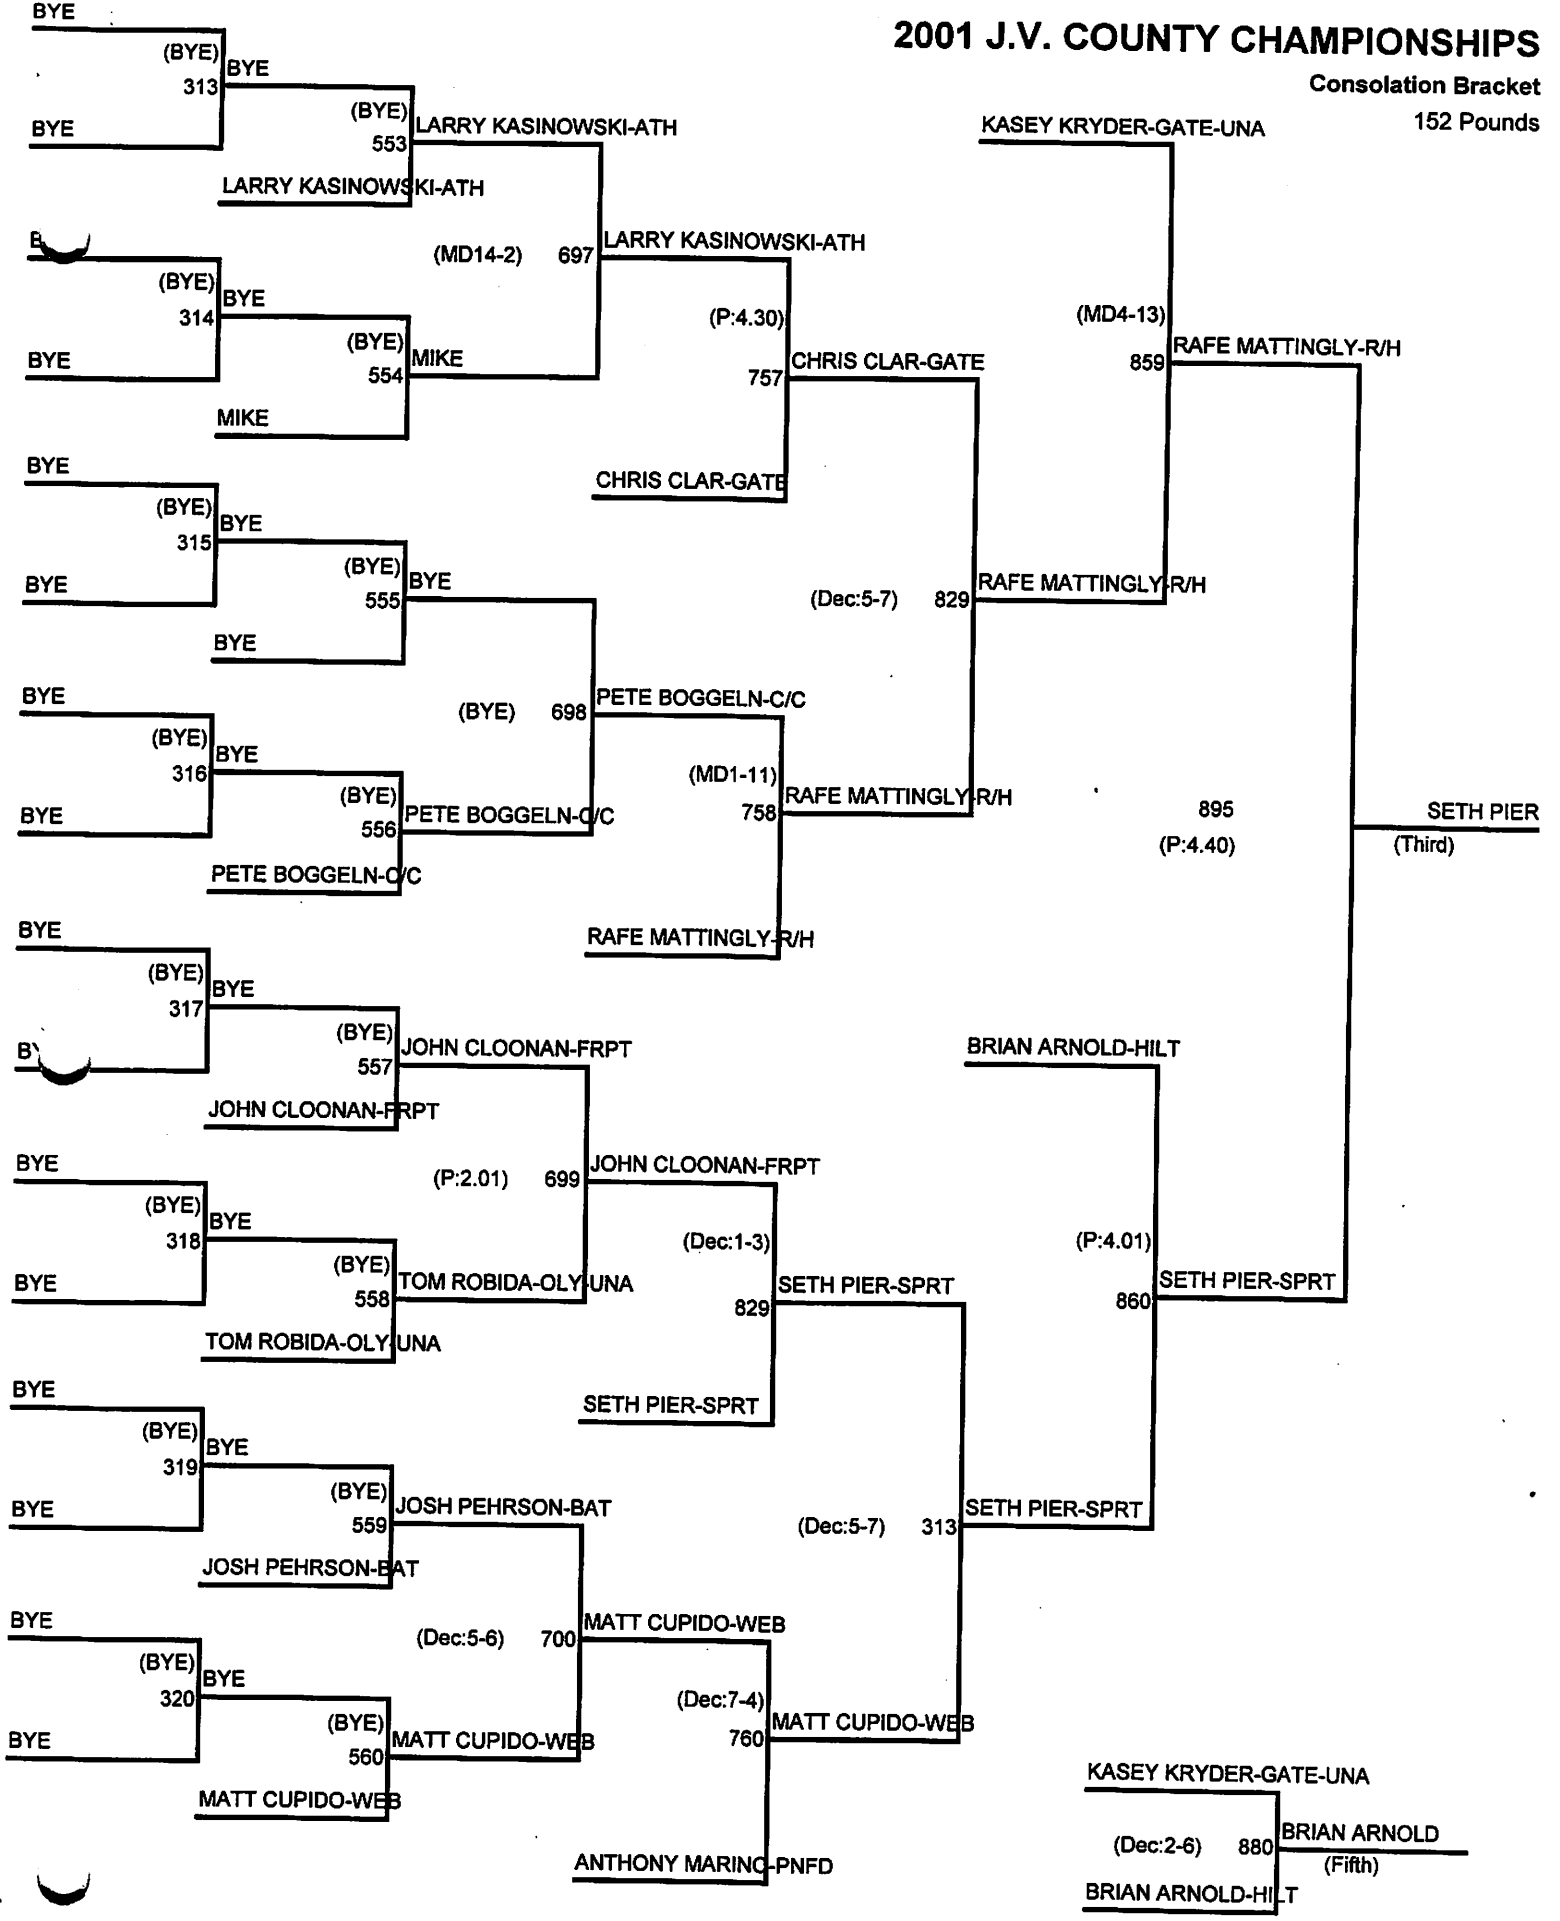 2001 J.V. COUNTY CHAMPIONSHIPS
Consolation Bracket
152 Pounds
BYE
(BYE)
313
BYE
BYE
(BYE)
553
LARRY KASINOWSKI-ATH
LARRY KASINOWSKI-ATH
(BYE)
314
BYE
BYE
(BYE)
554
MIKE
MIKE
(MD14-2)
697
LARRY KASINOWSKI-ATH
(P:4.30)
757
CHRIS CLAR-GATE
CHRIS CLAR-GATE
BYE
(BYE)
315
BYE
BYE
(BYE)
555
BYE
BYE
BYE
(BYE)
316
BYE
BYE
(BYE)
556
PETE BOGGELN-C/C
PETE BOGGELN-C/C
(BYE)
698
PETE BOGGELN-C/C
(MD1-11)
758
RAFE MATTINGLY-R/H
RAFE MATTINGLY-R/H
(Dec:5-7)
829
RAFE MATTINGLY-R/H
KASEY KRYDER-GATE-UNA
(MD4-13)
859
RAFE MATTINGLY-R/H
895
(P:4.40)
SETH PIER
(Third)
BYE
(BYE)
317
BYE
(BYE)
557
JOHN CLOONAN-FRPT
JOHN CLOONAN-FRPT
BYE
(BYE)
318
BYE
BYE
(BYE)
558
TOM ROBIDA-OLY-UNA
TOM ROBIDA-OLY-UNA
(P:2.01)
699
JOHN CLOONAN-FRPT
(Dec:1-3)
829
SETH PIER-SPRT
SETH PIER-SPRT
BYE
(BYE)
319
BYE
BYE
(BYE)
559
JOSH PEHRSON-BAT
JOSH PEHRSON-BAT
BYE
(BYE)
320
BYE
BYE
(BYE)
560
MATT CUPIDO-WEB
MATT CUPIDO-WEB
(Dec:5-6)
700
MATT CUPIDO-WEB
(Dec:7-4)
760
MATT CUPIDO-WEB
ANTHONY MARINO-PNFD
(Dec:5-7)
313
SETH PIER-SPRT
BRIAN ARNOLD-HILT
(P:4.01)
860
SETH PIER-SPRT
KASEY KRYDER-GATE-UNA
(Dec:2-6)
880
BRIAN ARNOLD
(Fifth)
BRIAN ARNOLD-HILT